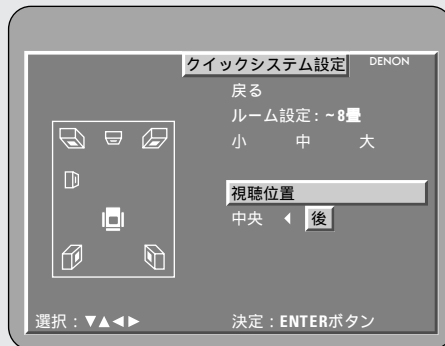 クイックシステム設定
DENON
戻る
ルーム設定：~8畳
小 中 大
視聴位置
中央 ◀ 後
選択：▼▲◀▶
決定：ENTERボタン